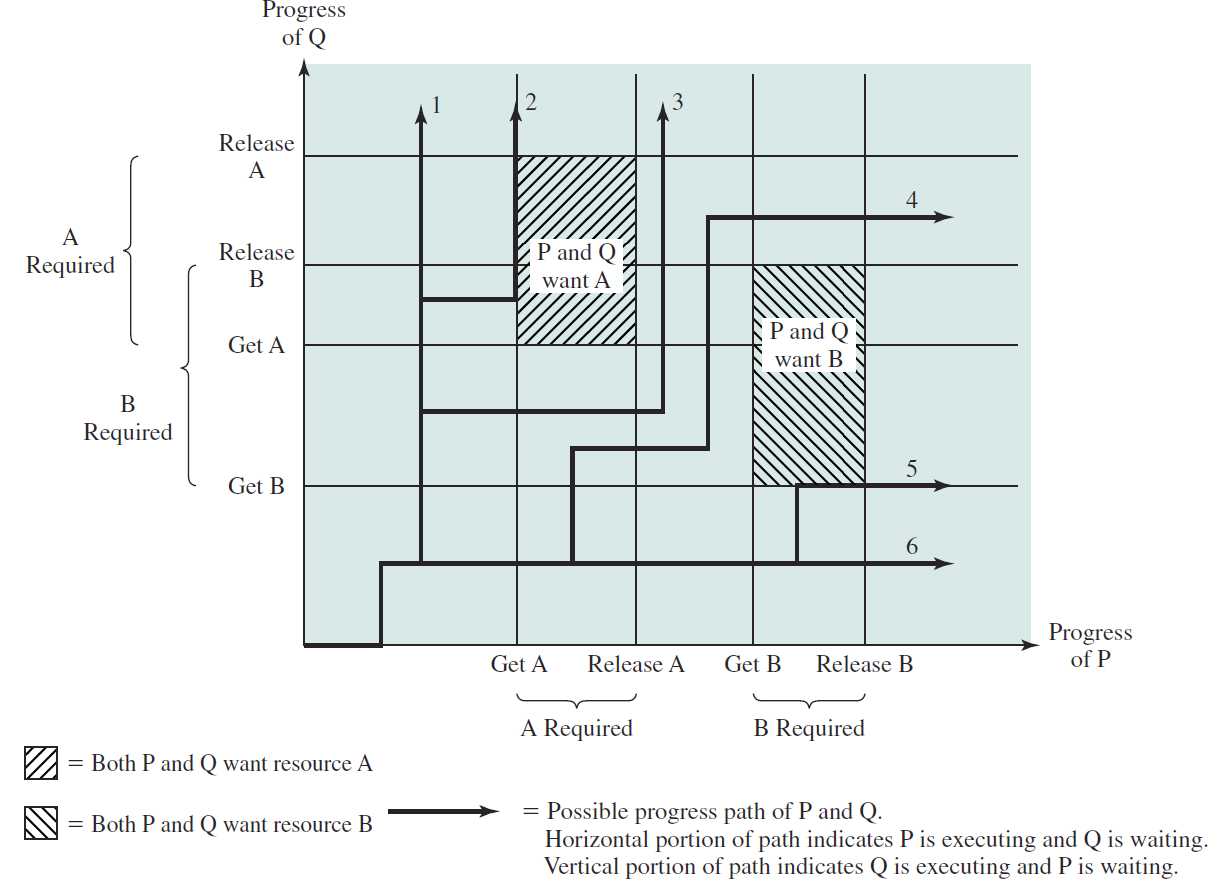 Progress
of Q
1
2
3
Release
A
4
A
Required
Release
B
P and Q
want A
P and Q
want B
Get A
B
Required
5
Get B
6
Progress
of P
Get A
Release A
Get B
Release B
A Required
B Required
= Both P and Q want resource A
= Both P and Q want resource B
= Possible progress path of P and Q.
Horizontal portion of path indicates P is executing and Q is waiting.
Vertical portion of path indicates Q is executing and P is waiting.